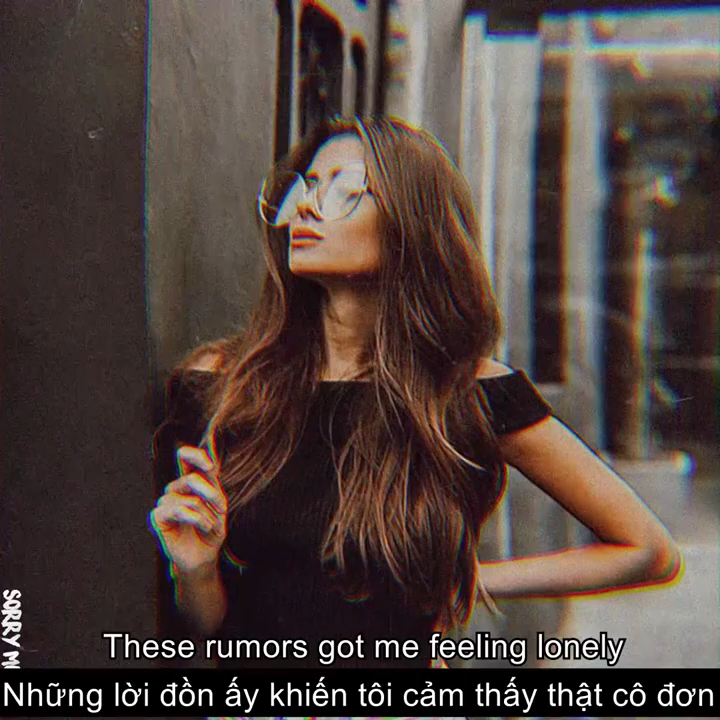 SORRY
These rumors got me feeling lonely
Những lời đồn ấy khiến tôi cảm thấy thật cô đơn